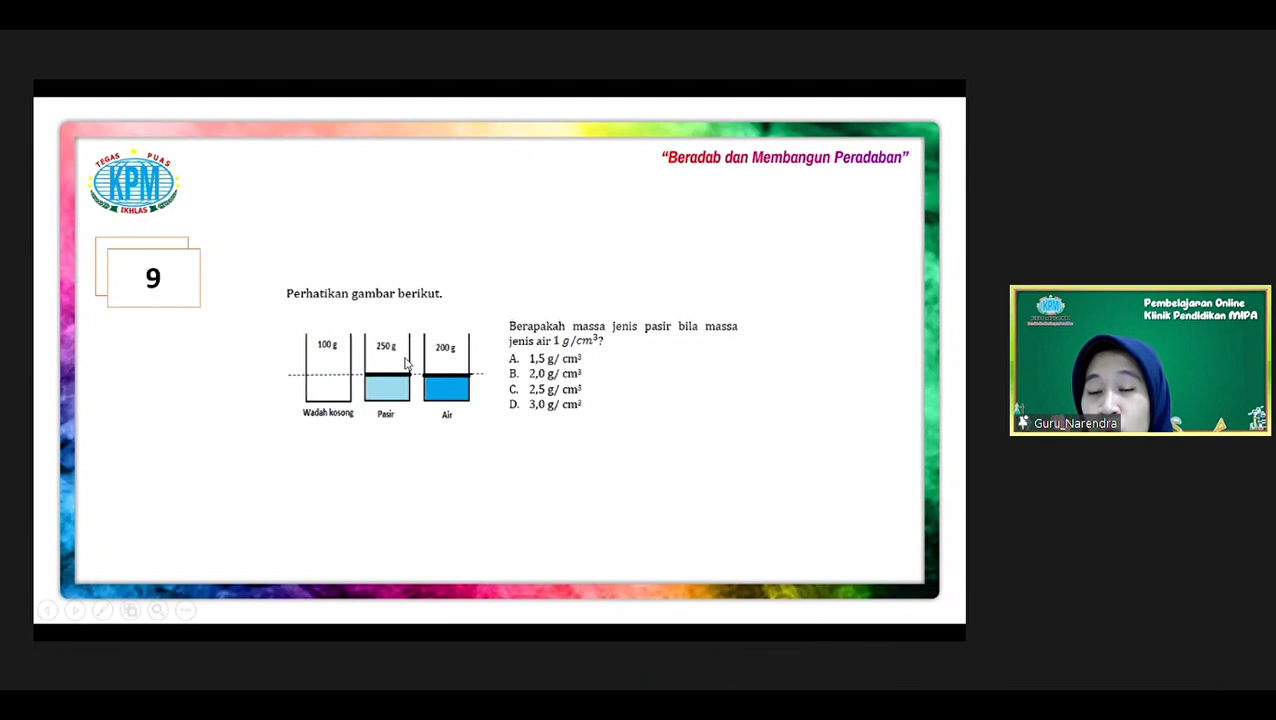 “Beradab dan Membangun Peradaban”
TEGAS PUAS
KPM
IKHLAS
9
Perhatikan gambar berikut.
100 g 250 g 200 g
Wadah kosong Pasir Air
Berapakah massa jenis pasir bila massa
jenis air 1 g/cm³?
A. 1,5 g/ cm³
B. 2,0 g/ cm³
C. 2,5 g/ cm³
D. 3,0 g/ cm³
KPM
Pembelajaran Online
Klinik Pendidikan MIPA
Guru_Narendra